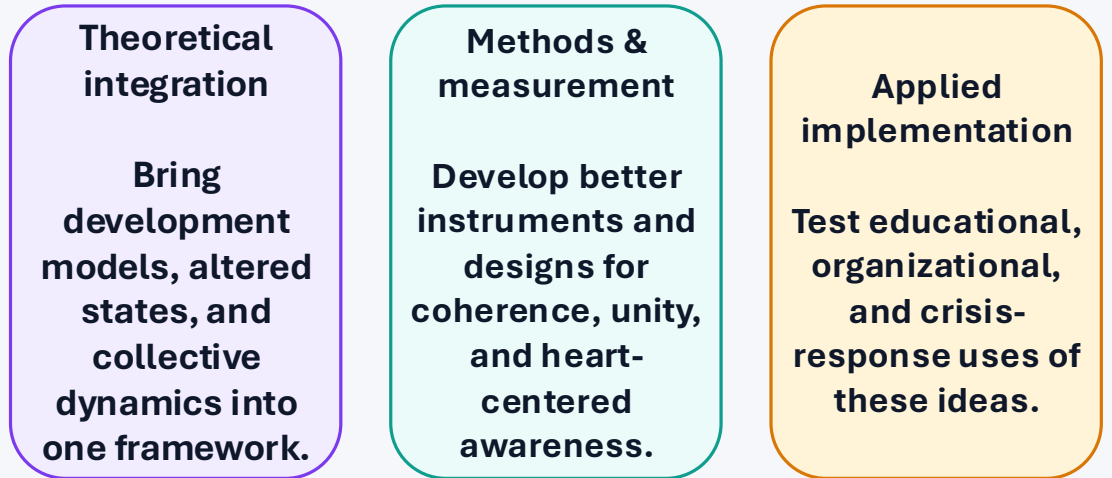 Theoretical
integration
Bring
development
models, altered
states, and
collective
dynamics into
one framework.
Methods &
measurement
Develop better
instruments and
designs for
coherence, unity,
and heart-
centered
awareness.
Applied
implementation
Test educational,
organizational,
and crisis-
response uses of
these ideas.